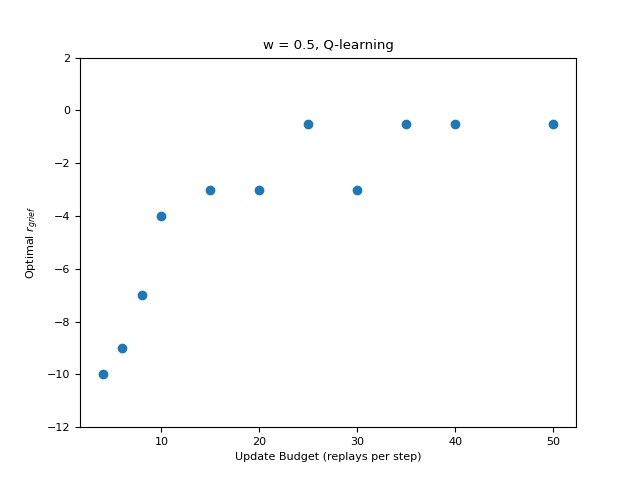 w = 0.5, Q-learning
2
0
−2
−4
−6
−8
−10
−12
Optimal r_grief
10 20 30 40 50
Update Budget (replays per step)